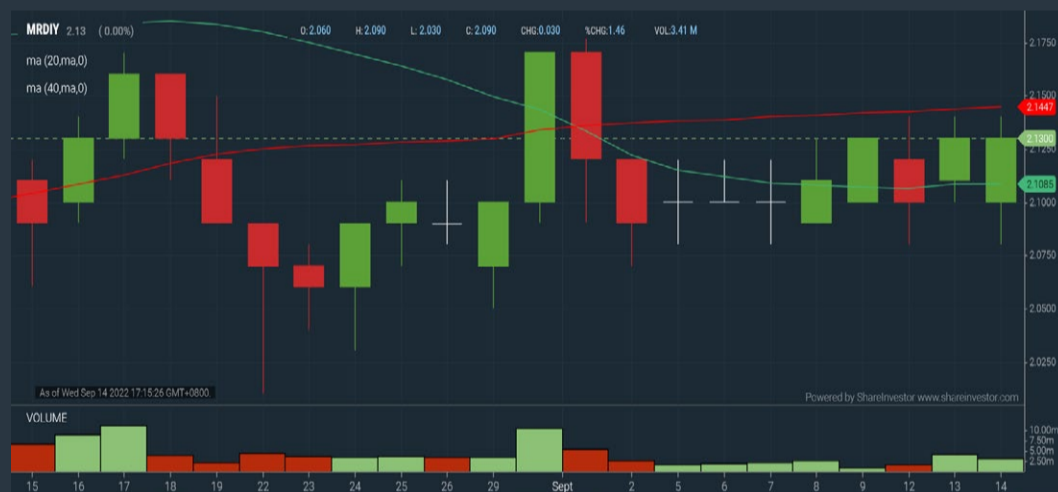 MRDIY 2.13 ( 0.00%) O: 2.060 H: 2.090 L: 2.030 C: 2.090 CHG:0.030 %CHG:1.46 VOL:3.41 M
ma (20,ma,0)
ma (40,ma,0)
2.1750
2.1500
2.1447
2.1300
2.1250
2.1085
2.1000
2.0750
2.0500
2.0250
As of Wed Sep 14 2022 17:15:26 GMT+0800
Powered by ShareInvestor www.shareinvestor.com
VOLUME
10.00m
7.50m
5.00m
2.50m
15 16 17 18 19 22 23 24 25 26 29 Sept 2 5 6 7 8 9 12 13 14